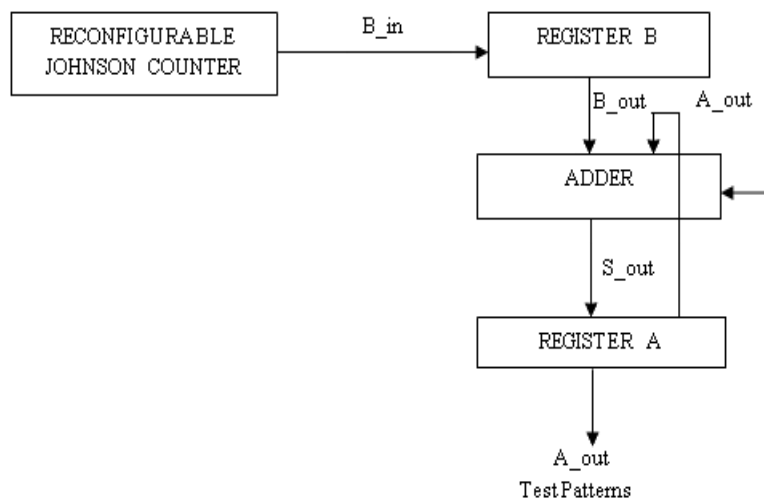 RECONFIGURABLE
JOHNSON COUNTER
B_in
REGISTER B
B_out
A_out
ADDER
S_out
REGISTER A
A_out
Test Patterns